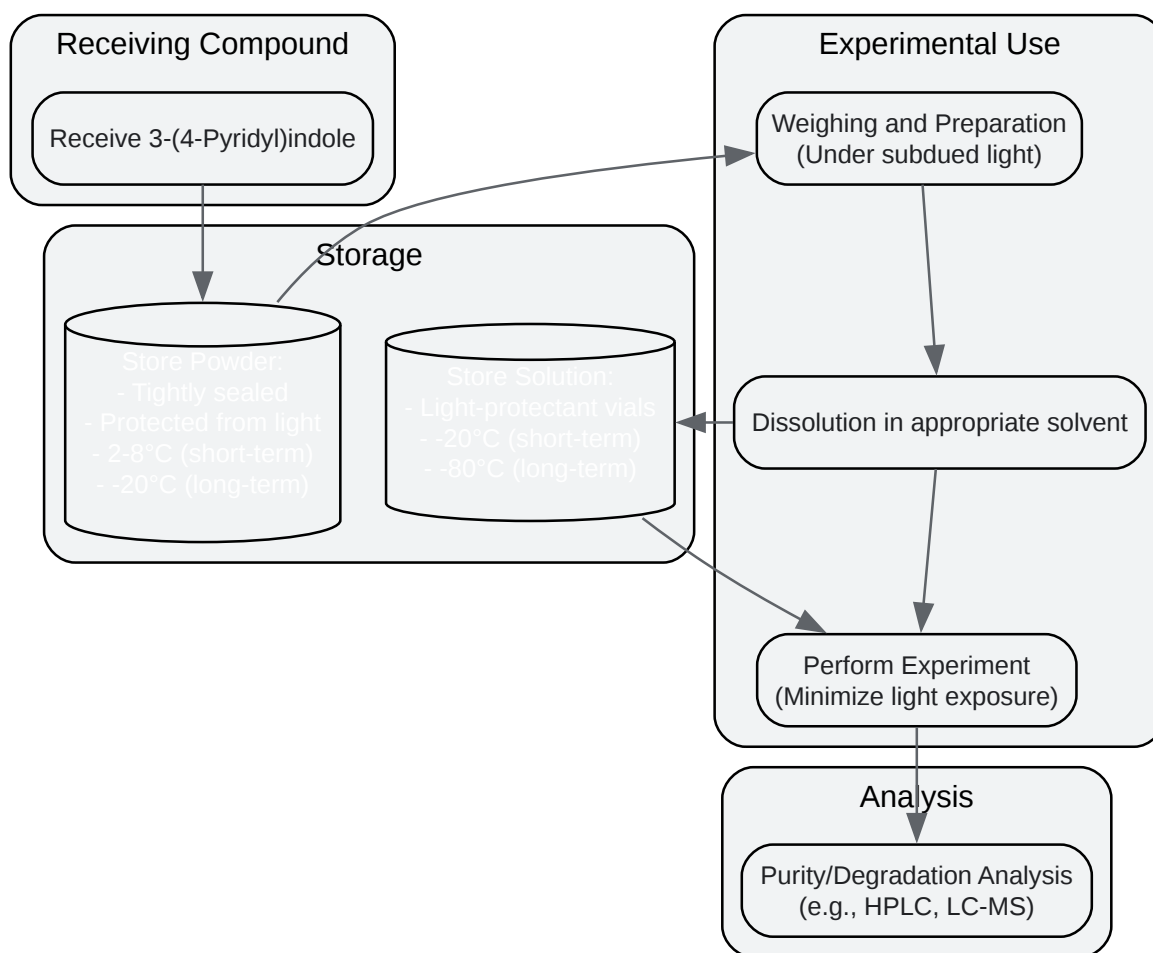 Receiving Compound
Receive 3-(4-Pyridyl)indole
Storage
Store Powder:
- Tightly sealed
- Protected from light
- 2-8°C (short-term)
- -20°C (long-term)
Store Solution:
- Light-protectant vials
- -20°C (short-term)
- -80°C (long-term)
Experimental Use
Weighing and Preparation
(Under subdued light)
Dissolution in appropriate solvent
Perform Experiment
(Minimize light exposure)
Analysis
Purity/Degradation Analysis
(e.g., HPLC, LC-MS)